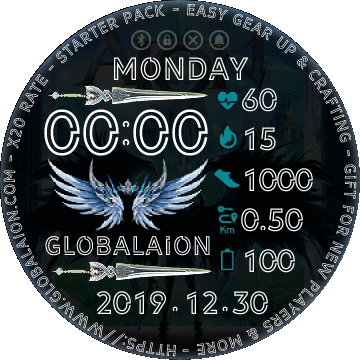 X20 RATE - STARTER PACK - EASY GEAR UP & CRAFTING - GIFT FOR NEW PLAYERS & MORE - HTTPS://WWW.GLOBALAION.COM -
MONDAY
60
00:00
15
1000
0.50
Km
GLOBALAiON
100
2019.12.30